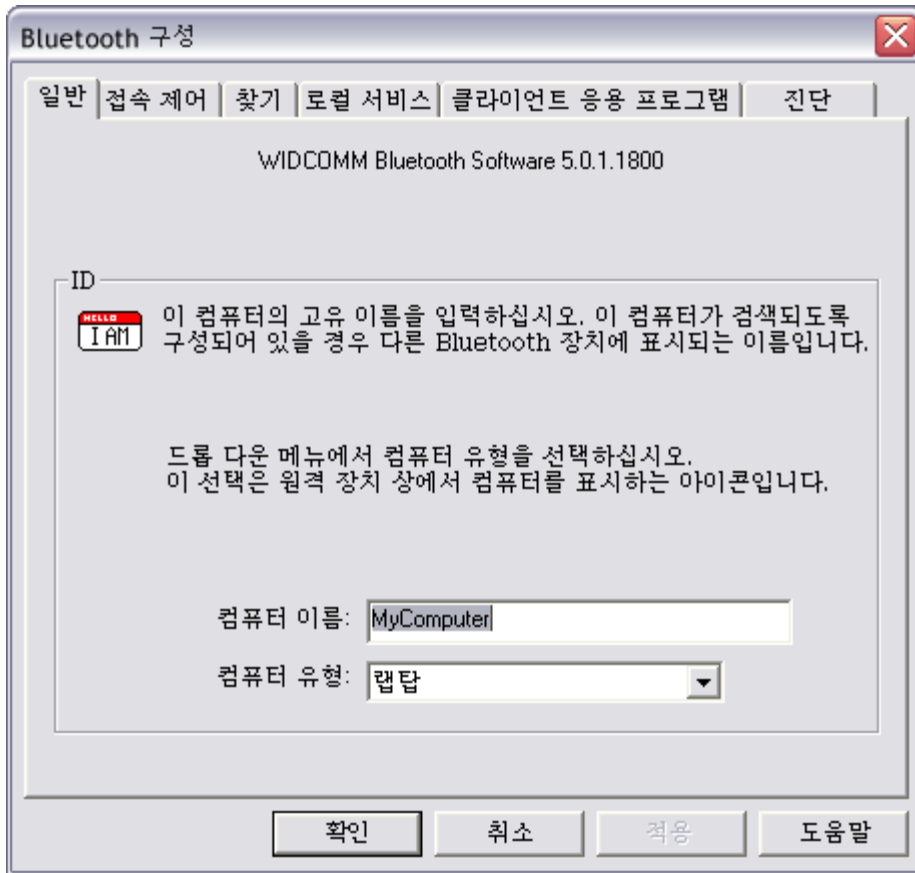 Bluetooth 구성
일반 접속 제어 찾기 로컬 서비스 클라이언트 응용 프로그램 진단
WIDCOMM Bluetooth Software 5.0.1.1800
ID
HELLO
I AM
이 컴퓨터의 고유 이름을 입력하십시오. 이 컴퓨터가 검색되도록
구성되어 있을 경우 다른 Bluetooth 장치에 표시되는 이름입니다.
드롭 다운 메뉴에서 컴퓨터 유형을 선택하십시오.
이 선택은 원격 장치 상에서 컴퓨터를 표시하는 아이콘입니다.
컴퓨터 이름: MyComputer
컴퓨터 유형: 랩탑
확인 취소 적용 도움말